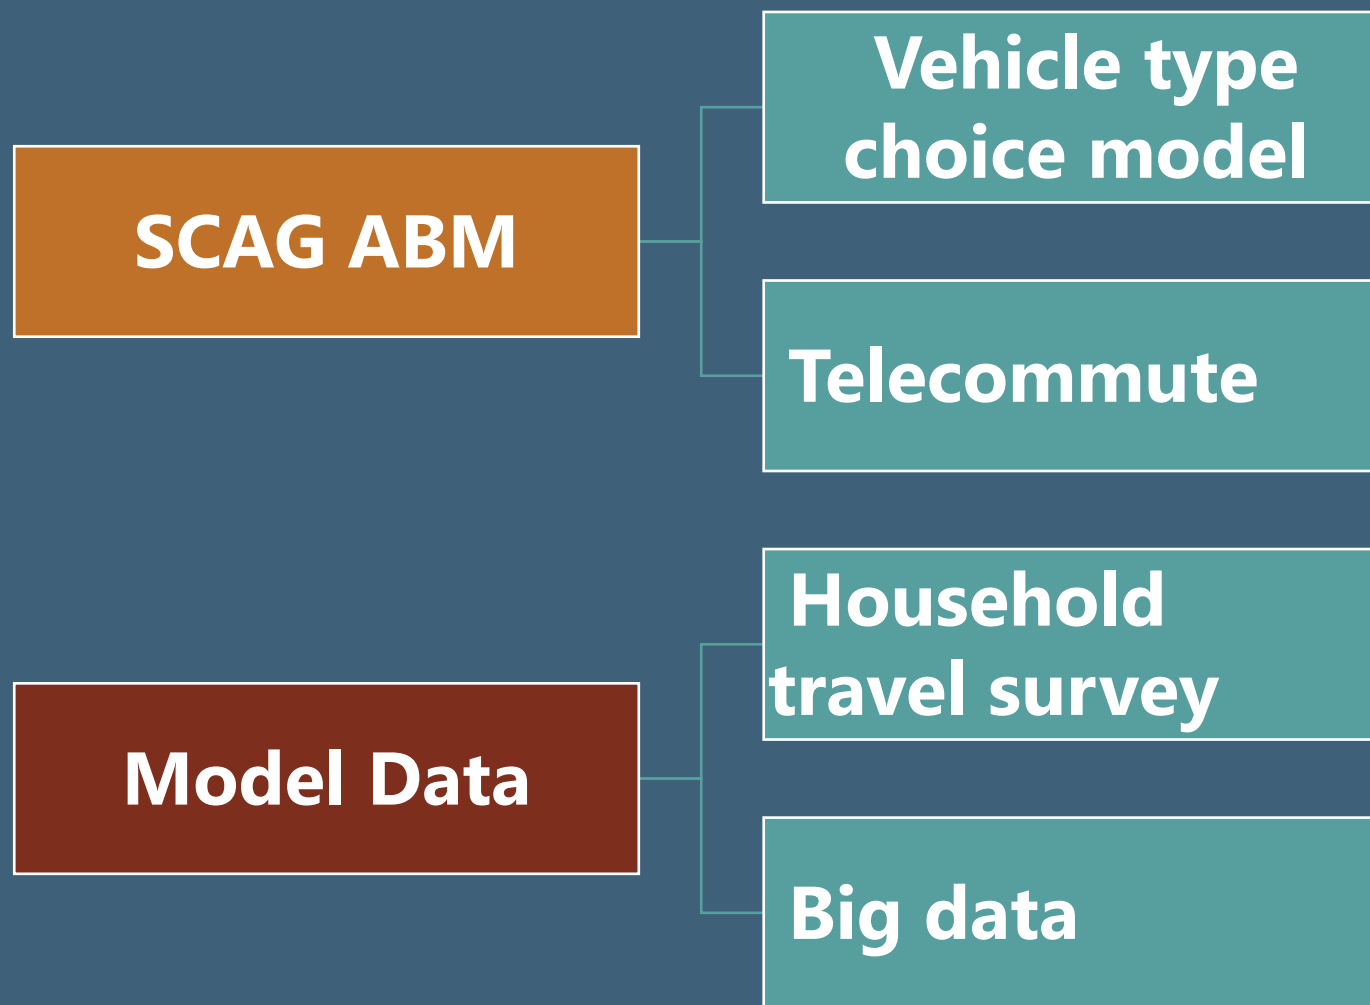 SCAG ABM
Vehicle type
choice model
Telecommute
Model Data
Household
travel survey
Big data